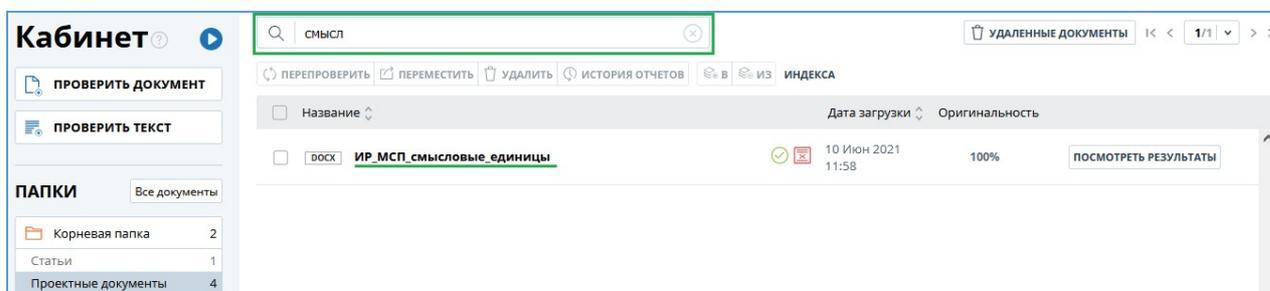 Кабинет ?
ПРОВЕРИТЬ ДОКУМЕНТ
ПРОВЕРИТЬ ТЕКСТ
ПАПКИ Все документы
Корневая папка 2
Статьи 1
Проектные документы 4
смысл
УДАЛЕННЫЕ ДОКУМЕНТЫ 1/1
ПЕРЕПРОВЕРИТЬ ПЕРЕМЕСТИТЬ УДАЛИТЬ ИСТОРИЯ ОТЧЕТОВ В ИЗ ИНДЕКСА
Название Дата загрузки Оригинальность
DOCX ИР_МСП_смысловые_единицы 10 Июн 2021 100% ПОСМОТРЕТЬ РЕЗУЛЬТАТЫ
11:58